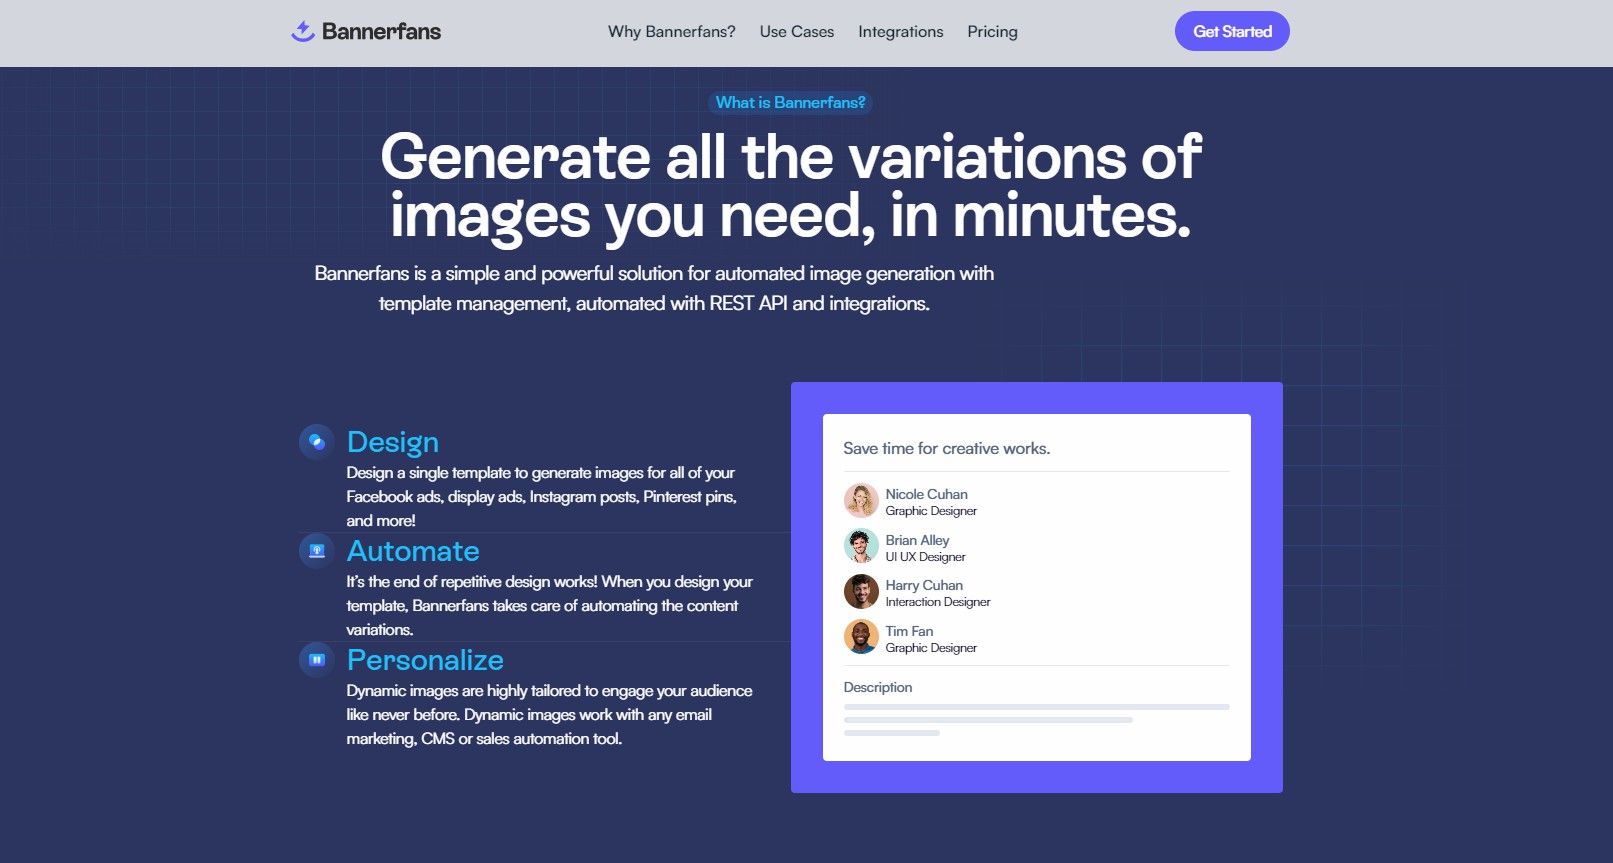 Bannerfans
Why Bannerfans?
Use Cases
Integrations
Pricing
Get Started
What is Bannerfans?
Generate all the variations of
images you need, in minutes.
Bannerfans is a simple and powerful solution for automated image generation with
template management, automated with REST API and integrations.
Design
Design a single template to generate images for all of your
Facebook ads, display ads, Instagram posts, Pinterest pins,
and more!
Automate
It’s the end of repetitive design works! When you design your
template, Bannerfans takes care of automating the content
variations.
Personalize
Dynamic images are highly tailored to engage your audience
like never before. Dynamic images work with any email
marketing, CMS or sales automation tool.
Save time for creative works.
Nicole Cuhan
Graphic Designer
Brian Alley
UI UX Designer
Harry Cuhan
Interaction Designer
Tim Fan
Graphic Designer
Description